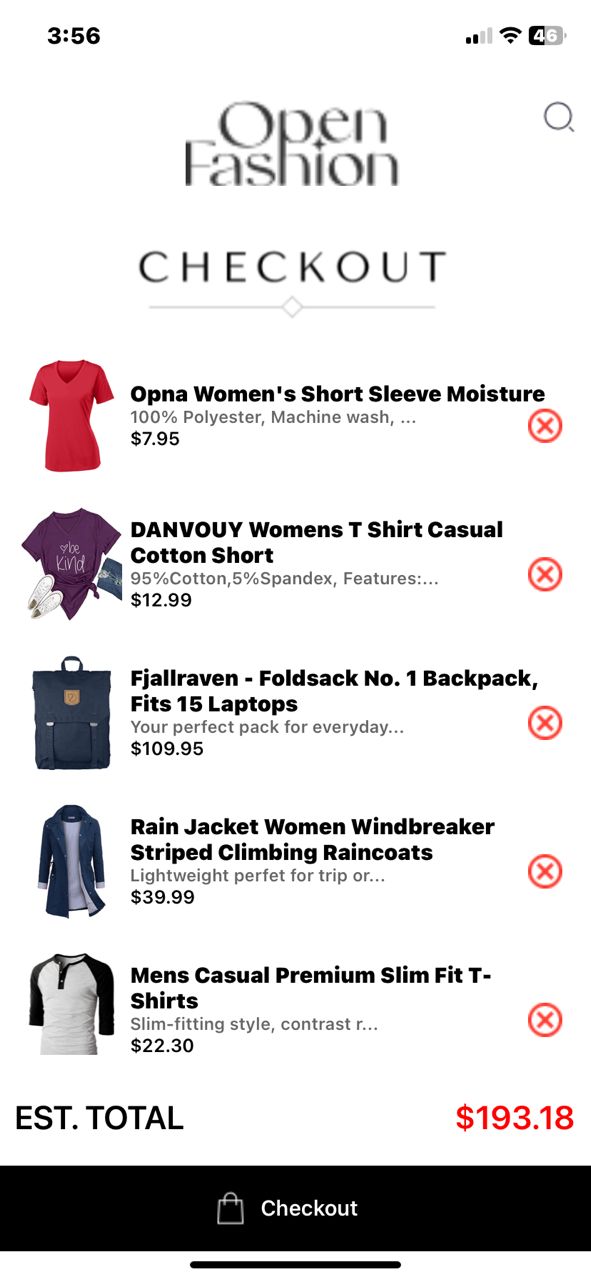 3:56
46
Open
Fashion
CHECKOUT
Opna Women's Short Sleeve Moisture
100% Polyester, Machine wash, ...
$7.95
be
Kind
DANVOUY Womens T Shirt Casual
Cotton Short
95%Cotton,5%Spandex, Features:...
$12.99
Fjallraven - Foldsack No. 1 Backpack,
Fits 15 Laptops
Your perfect pack for everyday...
$109.95
Rain Jacket Women Windbreaker
Striped Climbing Raincoats
Lightweight perfet for trip or...
$39.99
Mens Casual Premium Slim Fit T-
Shirts
Slim-fitting style, contrast r...
$22.30
EST. TOTAL
$193.18
Checkout